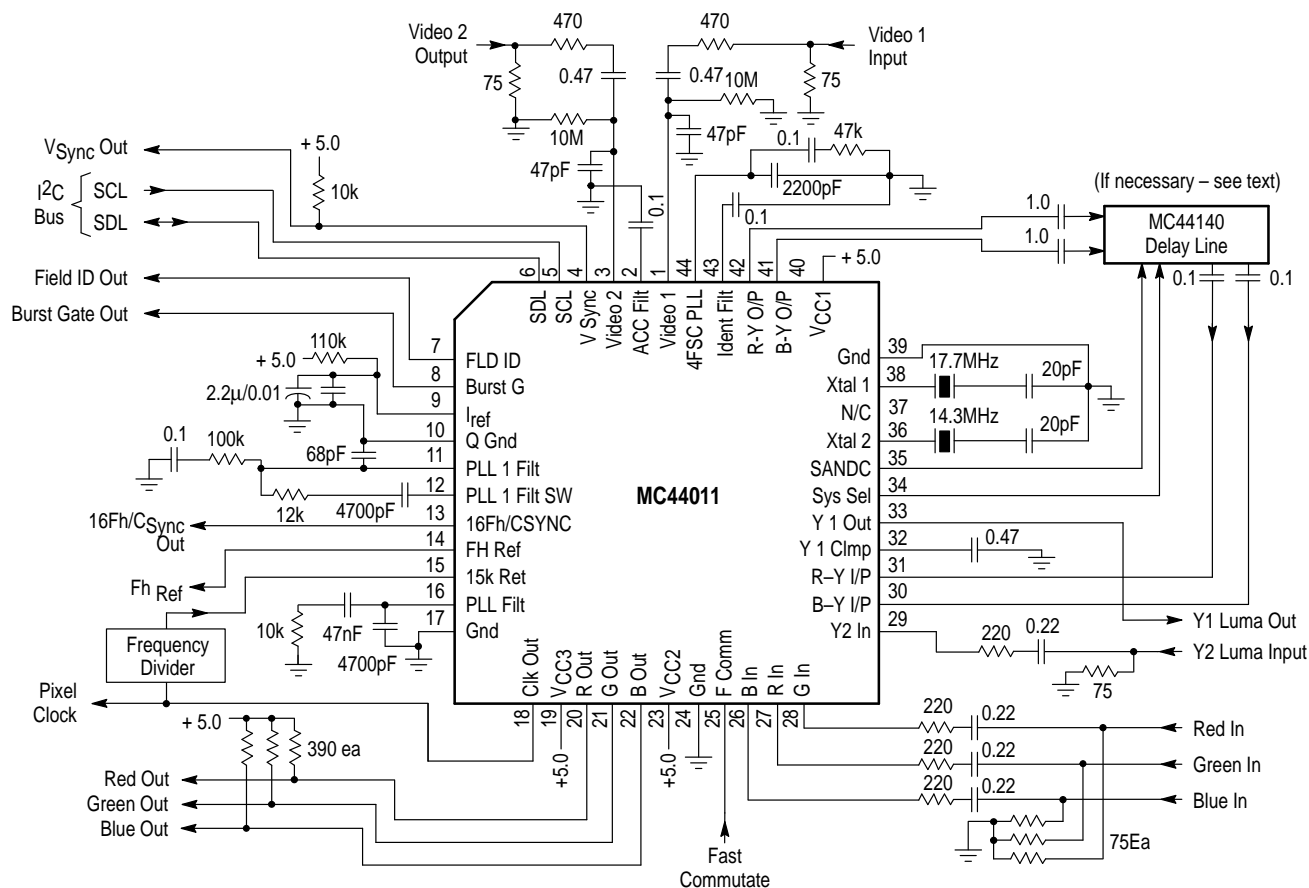 Video 2
Output
470
470
Video 1
Input
75
0.47
0.47
10M
75
10M
47pF
47pF
0.1
47k
2200pF
0.1
0.1
VSync Out
+ 5.0
10k
I2C
Bus
SCL
SDL
(If necessary – see text)
1.0
1.0
MC44140
Delay Line
0.1
0.1
+ 5.0
6
5
4
3
2
1
44
43
42
41
40
SDL
SCL
V Sync
Video 2
ACC Filt
Video 1
4FSC PLL
Ident Filt
R-Y O/P
B-Y O/P
VCC1
Field ID Out
Burst Gate Out
+ 5.0
110k
2.2µ/0.01
0.1
100k
68pF
12k
4700pF
16Fh/CSync
Out
Fh Ref
10k
47nF
4700pF
Frequency
Divider
Pixel
Clock
7
FLD ID
8
Burst G
9
Iref
10
Q Gnd
11
PLL 1 Filt
12
PLL 1 Filt SW
13
16Fh/CSYNC
14
FH Ref
15
15k Ret
16
PLL Filt
17
Gnd
MC44011
Gnd
39
Xtal 1
38
N/C
37
Xtal 2
36
SANDC
35
Sys Sel
34
Y 1 Out
33
Y 1 Clmp
32
R–Y I/P
31
B–Y I/P
30
Y2 In
29
17.7MHz
20pF
14.3MHz
20pF
0.47
Y1 Luma Out
220
0.22
Y2 Luma Input
75
Clk Out
VCC3
R Out
G Out
B Out
VCC2
Gnd
F Comm
B In
R In
G In
18
19
20
21
22
23
24
25
26
27
28
+5.0
+5.0
+ 5.0
390 ea
Red Out
Green Out
Blue Out
220
0.22
Red In
220
0.22
Green In
220
0.22
Blue In
75Ea
Fast
Commutate